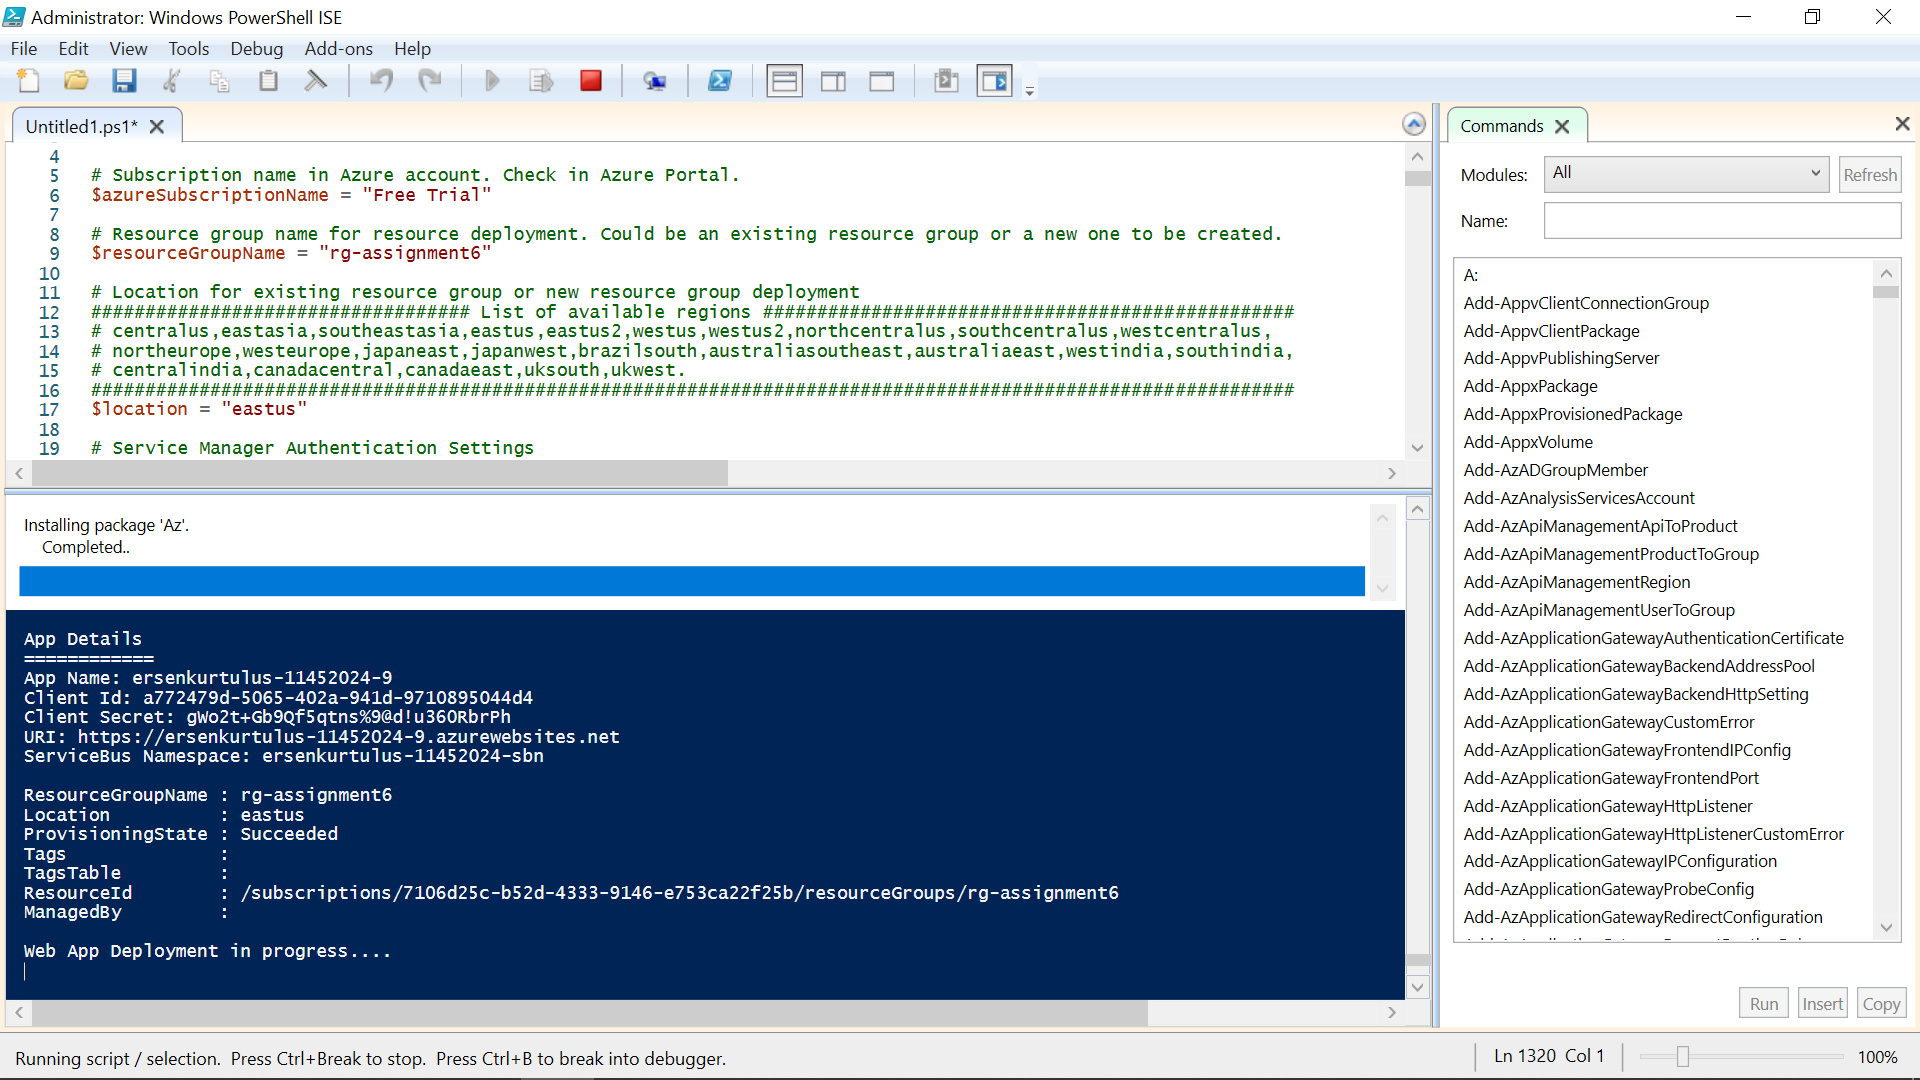 Administrator: Windows PowerShell ISE
File Edit View Tools Debug Add-ons Help
Untitled1.ps1*
4
5 # Subscription name in Azure account. Check in Azure Portal.
6 $azureSubscriptionName = "Free Trial"
7
8 # Resource group name for resource deployment. Could be an existing resource group or a new one to be created.
9 $resourceGroupName = "rg-assignment6"
10
11 # Location for existing resource group or new resource group deployment
12 ################################### List of available regions #################################################
13 # centralus,eastasia,southeastasia,eastus,eastus2,westus,westus2,northcentralus,southcentralus,westcentralus,
14 # northeurope,westeurope,japaneast,japanwest,brazilsouth,australiasoutheast,australiaeast,westindia,southindia,
15 # centralindia,canadacentral,canadaeast,uksouth,ukwest.
16 ###############################################################################################################
17 $location = "eastus"
18
19 # Service Manager Authentication Settings
Installing package 'Az'.
Completed..
App Details
============
App Name: ersenkurtulus-11452024-9
Client Id: a772479d-5065-402a-941d-9710895044d4
Client Secret: gWo2t+Gb9Qf5qtns%9@d!u36ORbrPh
URI: https://ersenkurtulus-11452024-9.azurewebsites.net
ServiceBus Namespace: ersenkurtulus-11452024-sbn
ResourceGroupName : rg-assignment6
Location : eastus
ProvisioningState : Succeeded
Tags :
TagsTable :
ResourceId : /subscriptions/7106d25c-b52d-4333-9146-e753ca22f25b/resourceGroups/rg-assignment6
ManagedBy :
Web App Deployment in progress....
Commands
Modules: All Refresh
Name:
A:
Add-AppvClientConnectionGroup
Add-AppvClientPackage
Add-AppvPublishingServer
Add-AppxPackage
Add-AppxProvisionedPackage
Add-AppxVolume
Add-AzADGroupMember
Add-AzAnalysisServicesAccount
Add-AzApiManagementApiToProduct
Add-AzApiManagementProductToGroup
Add-AzApiManagementRegion
Add-AzApiManagementUserToGroup
Add-AzApplicationGatewayAuthenticationCertificate
Add-AzApplicationGatewayBackendAddressPool
Add-AzApplicationGatewayBackendHttpSetting
Add-AzApplicationGatewayCustomError
Add-AzApplicationGatewayFrontendIPConfig
Add-AzApplicationGatewayFrontendPort
Add-AzApplicationGatewayHttpListener
Add-AzApplicationGatewayHttpListenerCustomError
Add-AzApplicationGatewayIPConfiguration
Add-AzApplicationGatewayProbeConfig
Add-AzApplicationGatewayRedirectConfiguration
Run Insert Copy
Running script / selection. Press Ctrl+Break to stop. Press Ctrl+B to break into debugger.
Ln 1320 Col 1
100%